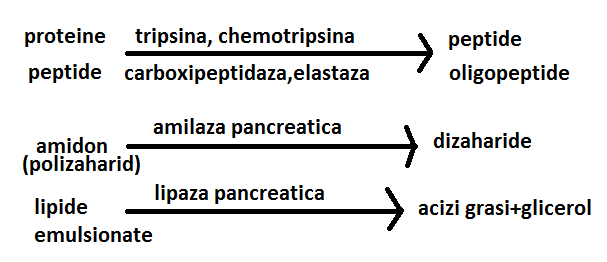 proteine tripsina, chemotripsina peptide
peptide carboxipeptidaza,elastaza oligopeptide
amidon amilaza pancreatica dizaharide
(polizaharid)
lipide lipaza pancreatica acizi grasi+glicerol
emulsionate